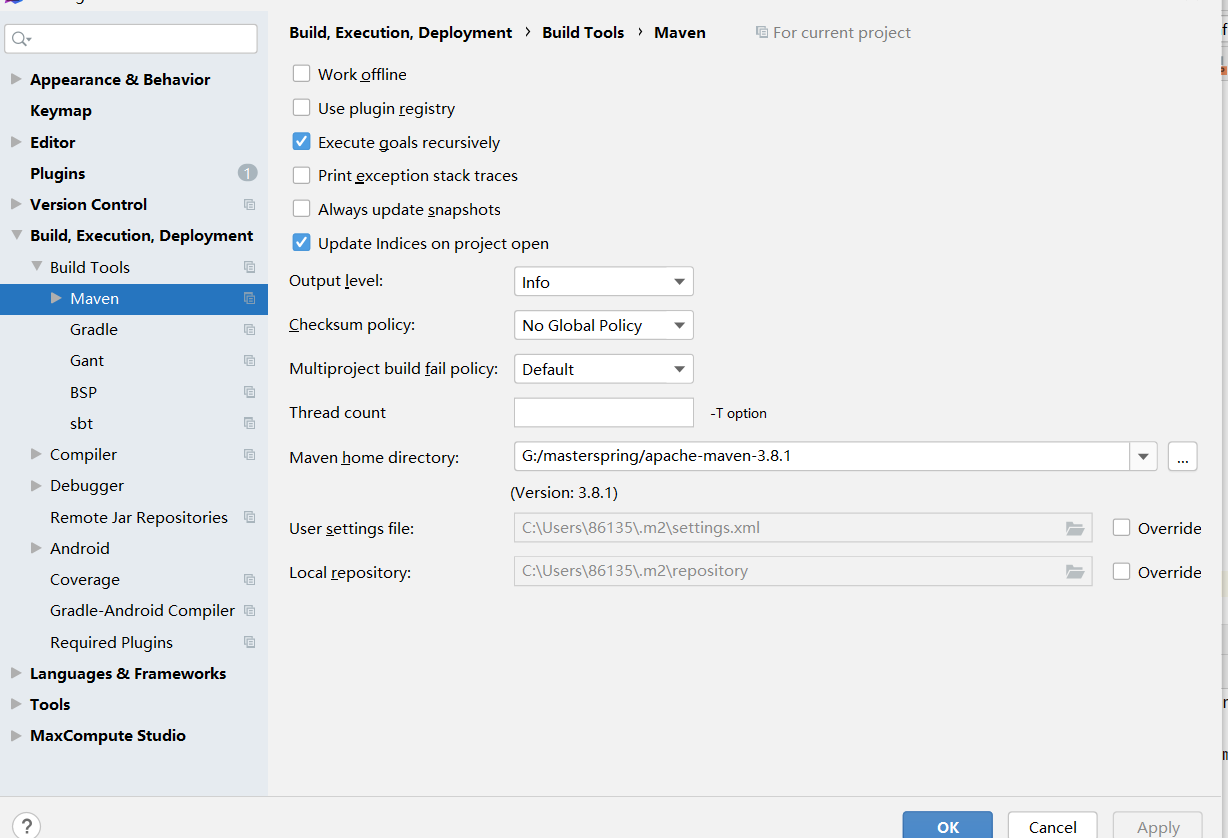 Build, Execution, Deployment › Build Tools › Maven For current project
Appearance & Behavior
Keymap
Editor
Plugins 1
Version Control
Build, Execution, Deployment
Build Tools
Maven
Gradle
Gant
BSP
sbt
Compiler
Debugger
Remote Jar Repositories
Android
Coverage
Gradle-Android Compiler
Required Plugins
Languages & Frameworks
Tools
MaxCompute Studio
Work offline
Use plugin registry
Execute goals recursively
Print exception stack traces
Always update snapshots
Update Indices on project open
Output level: Info
Checksum policy: No Global Policy
Multiproject build fail policy: Default
Thread count -T option
Maven home directory: G:/masterspring/apache-maven-3.8.1 ...
(Version: 3.8.1)
User settings file: C:\Users\86135\.m2\settings.xml Override
Local repository: C:\Users\86135\.m2\repository Override
? OK Cancel Apply